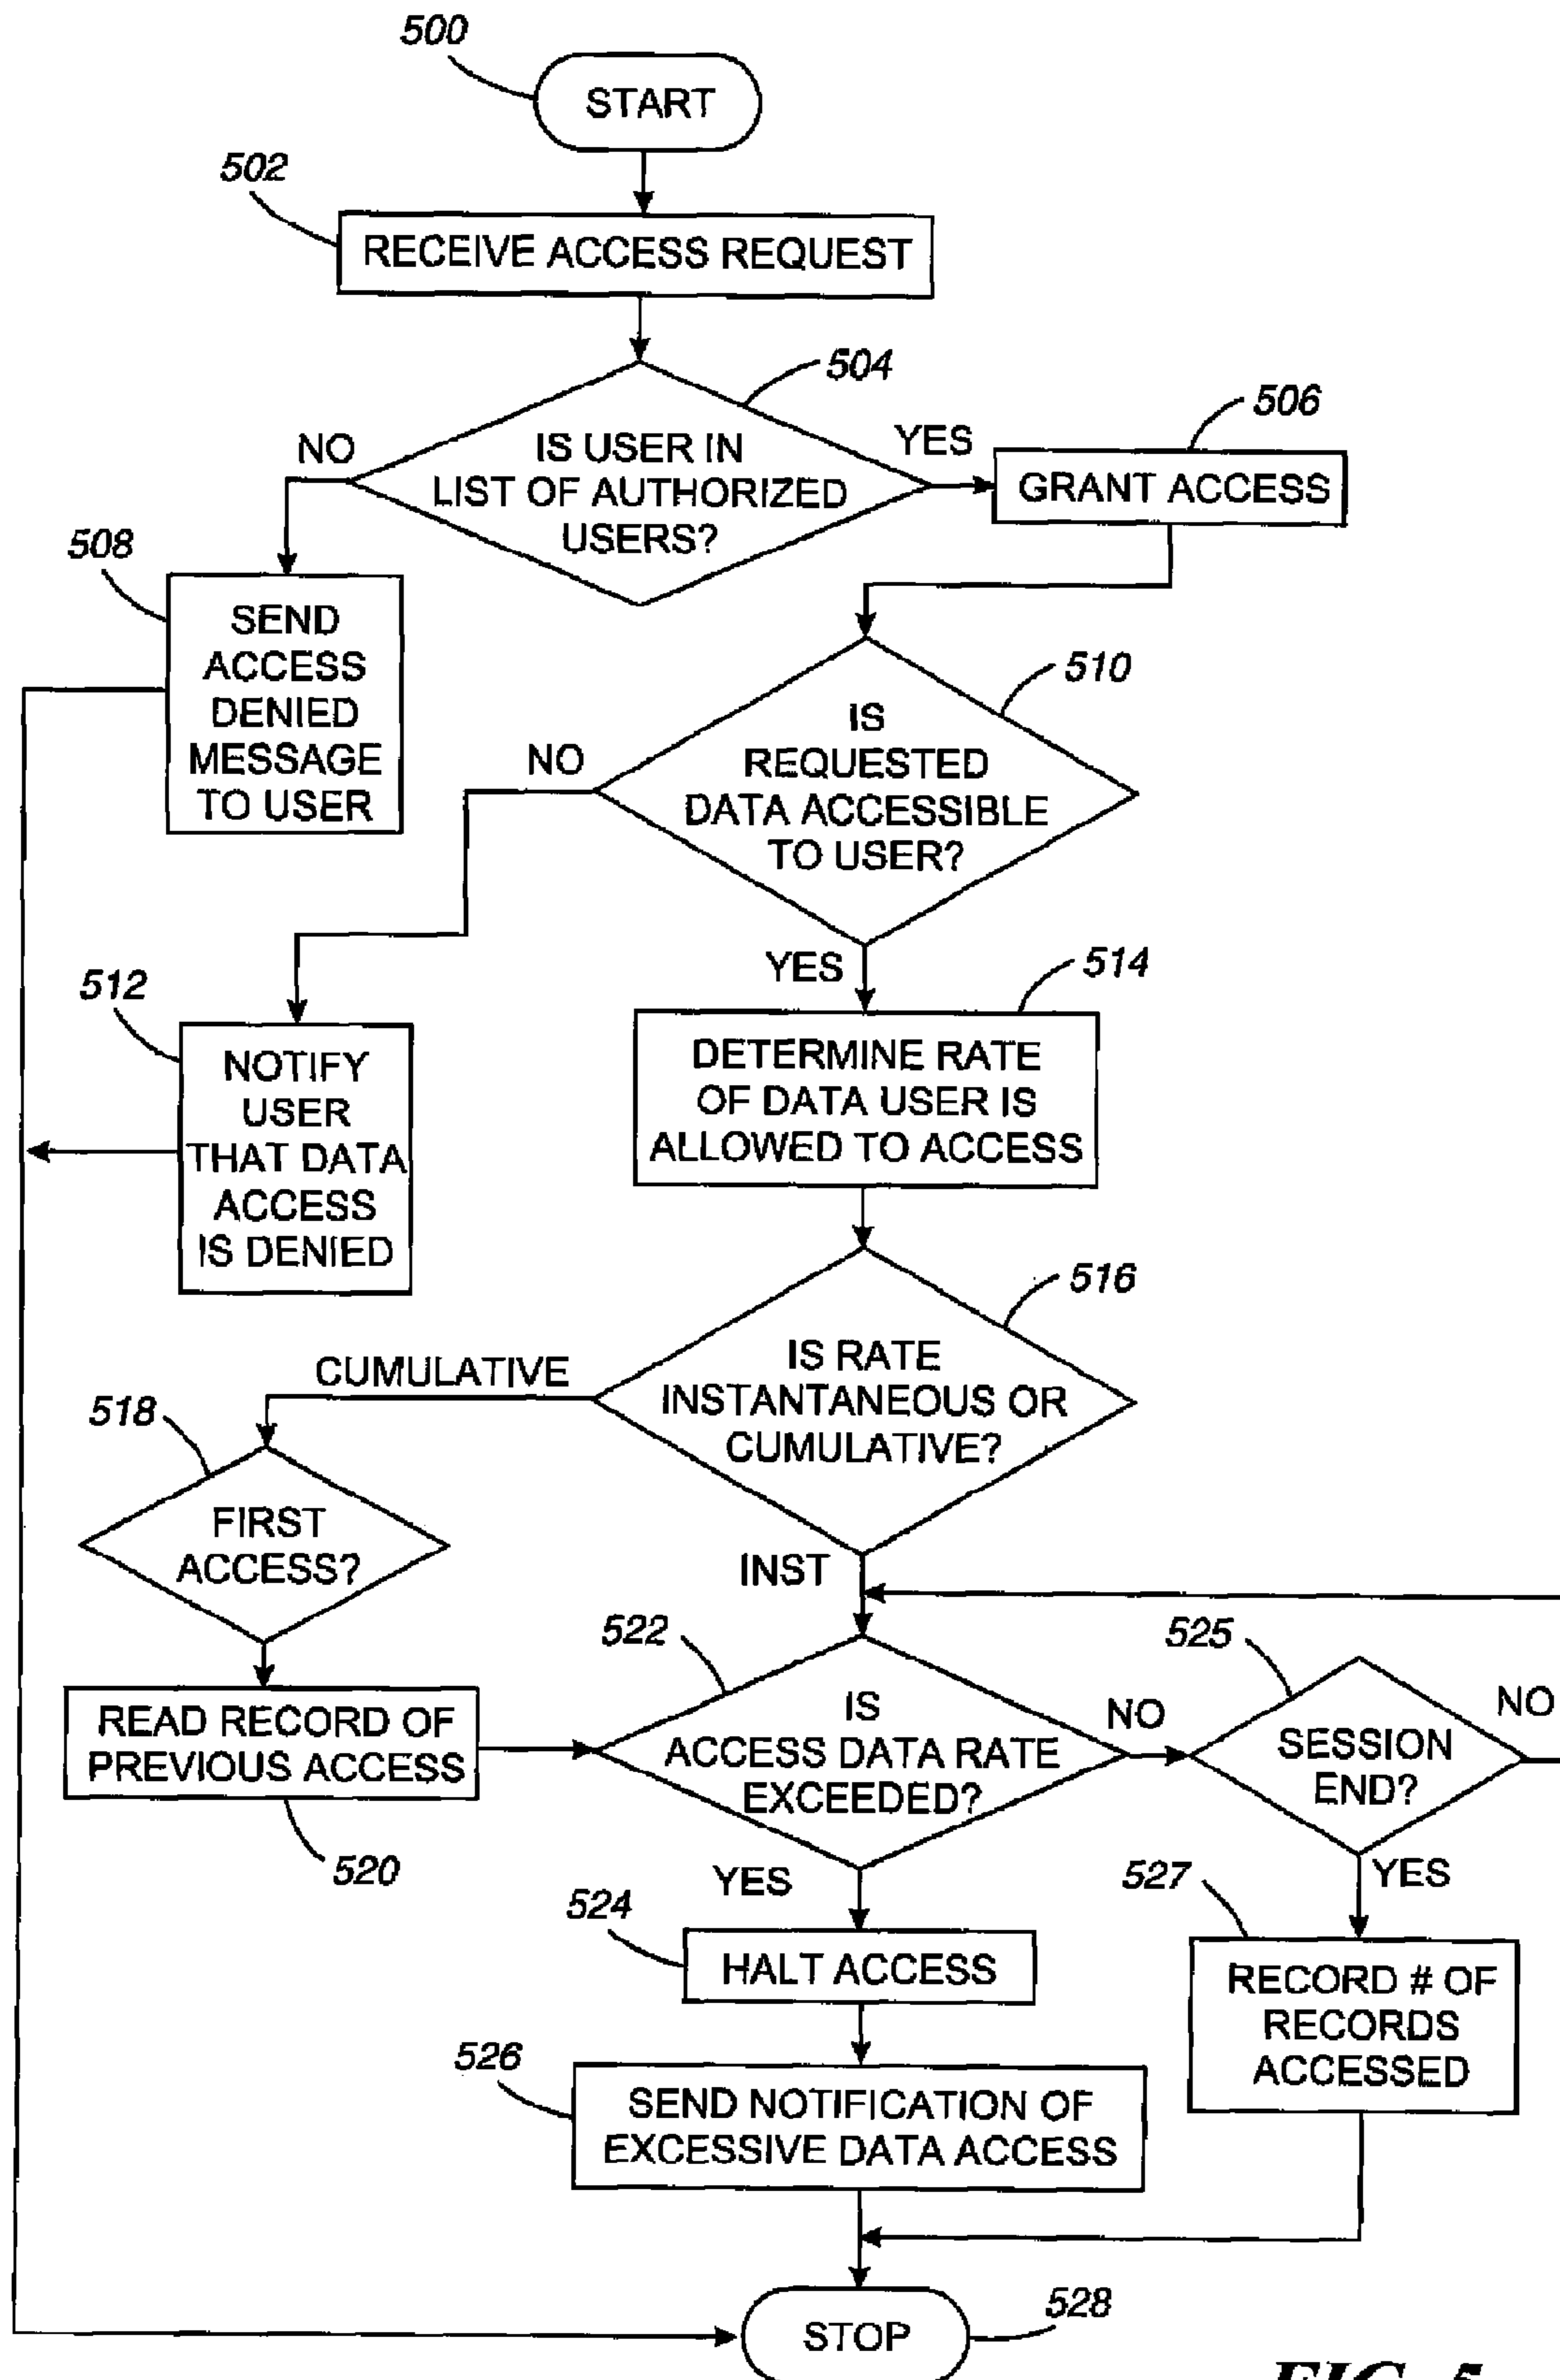 500
START
502
RECEIVE ACCESS REQUEST
504
IS USER IN
LIST OF AUTHORIZED
USERS?
NO
YES
506
GRANT ACCESS
508
SEND
ACCESS
DENIED
MESSAGE
TO USER
510
IS
REQUESTED
DATA ACCESSIBLE
TO USER?
NO
YES
512
NOTIFY
USER
THAT DATA
ACCESS
IS DENIED
514
DETERMINE RATE
OF DATA USER IS
ALLOWED TO ACCESS
516
IS RATE
INSTANTANEOUS OR
CUMULATIVE?
CUMULATIVE
INST
518
FIRST
ACCESS?
READ RECORD OF
PREVIOUS ACCESS
520
522
IS
ACCESS DATA RATE
EXCEEDED?
NO
YES
525
SESSION
END?
NO
YES
524
HALT ACCESS
527
RECORD # OF
RECORDS
ACCESSED
526
SEND NOTIFICATION OF
EXCESSIVE DATA ACCESS
STOP
528
FIG. 5